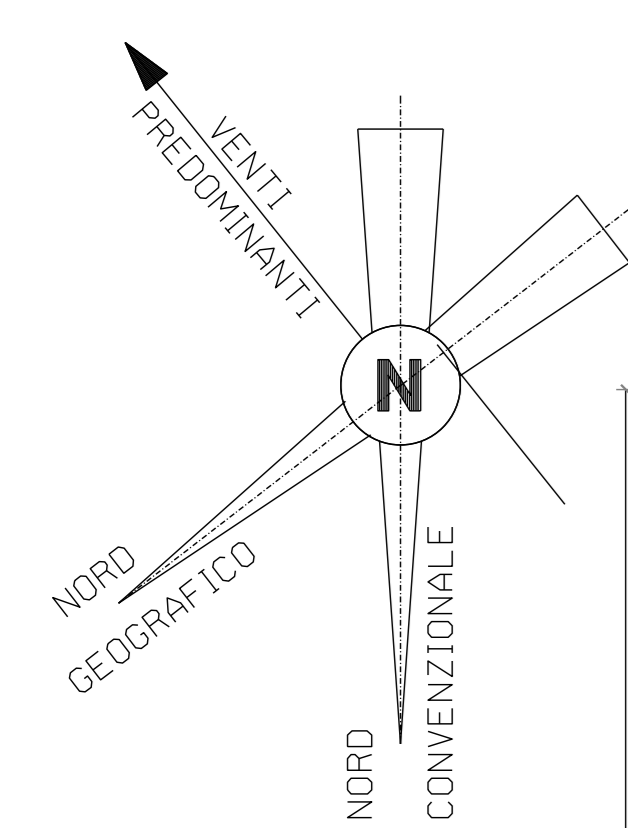 VENTI
PREDOMINANTI
N
NORD
GEOGRAFICO
NORD
CONVENZIONALE